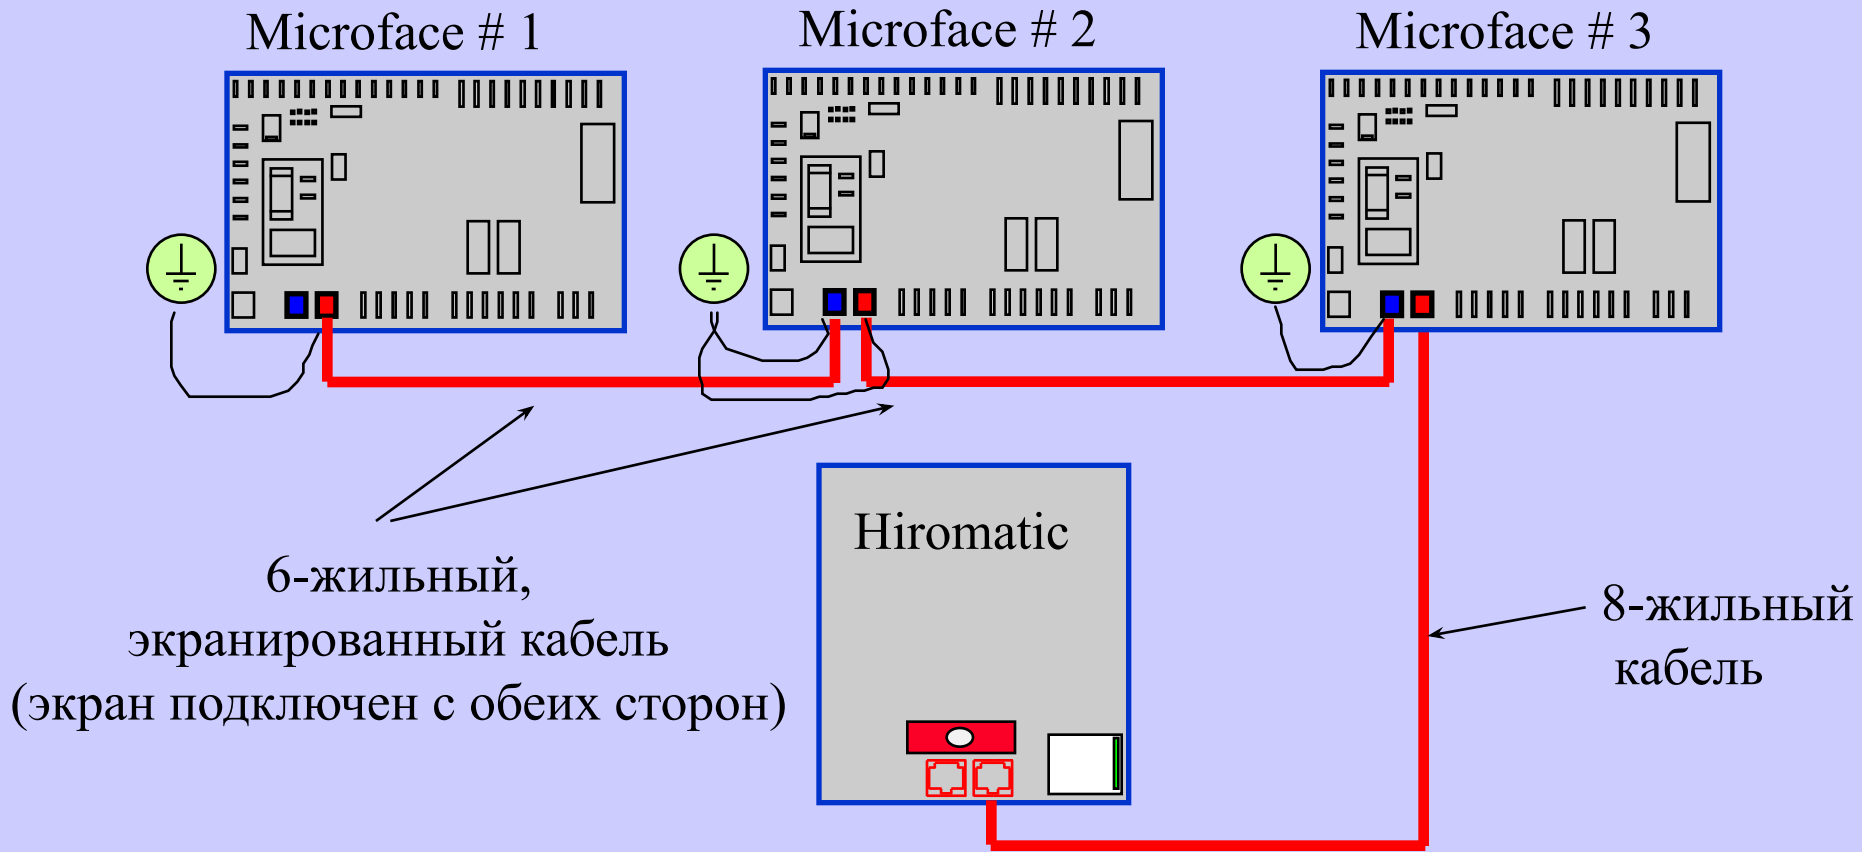 Microface # 1
Microface # 2
Microface # 3
Hiromatic
6-жильный,
экранированный кабель
(экран подключен с обеих сторон)
8-жильный
кабель